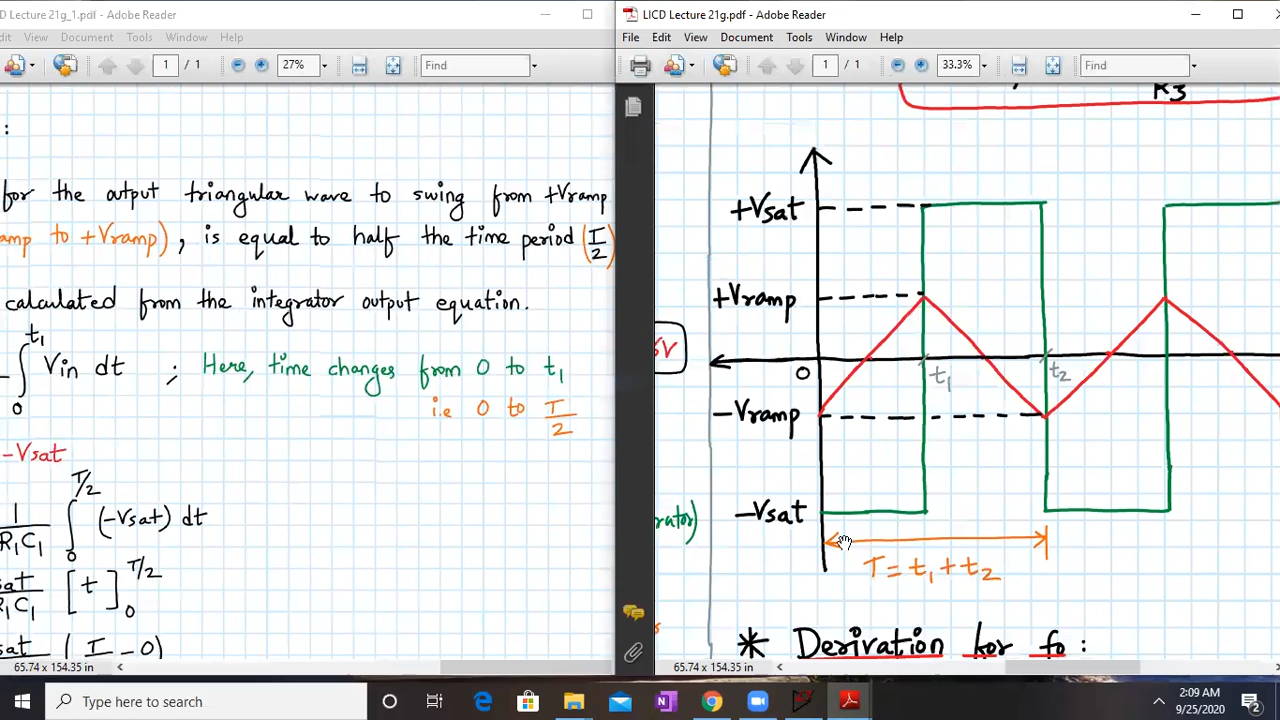 D Lecture 21g_1.pdf - Adobe Reader
View Document Tools Window Help
1 / 1 27% Find
:
for the output triangular wave to swing from +Vramp
amp to +Vramp), is equal to half the time period (T/2)
calculated from the integrator output equation.
t1
∫ Vin dt ; Here, time changes from 0 to t1
0
i.e 0 to T/2
-Vsat
T/2
1/R1C1 ∫ (-Vsat) dt
0
sat/R1C1 [t] T/2 0
sat (T - 0)
65.74 x 154.35 in
LICD Lecture 21g.pdf - Adobe Reader
File Edit View Document Tools Window Help
1 / 1 33.3% Find
R3
+Vsat
+Vramp
V
0 t1 t2
-Vramp
-Vsat
rator)
T = t1 + t2
* Derivation for fo :
65.74 x 154.35 in
Type here to search
2:09 AM
9/25/2020
2